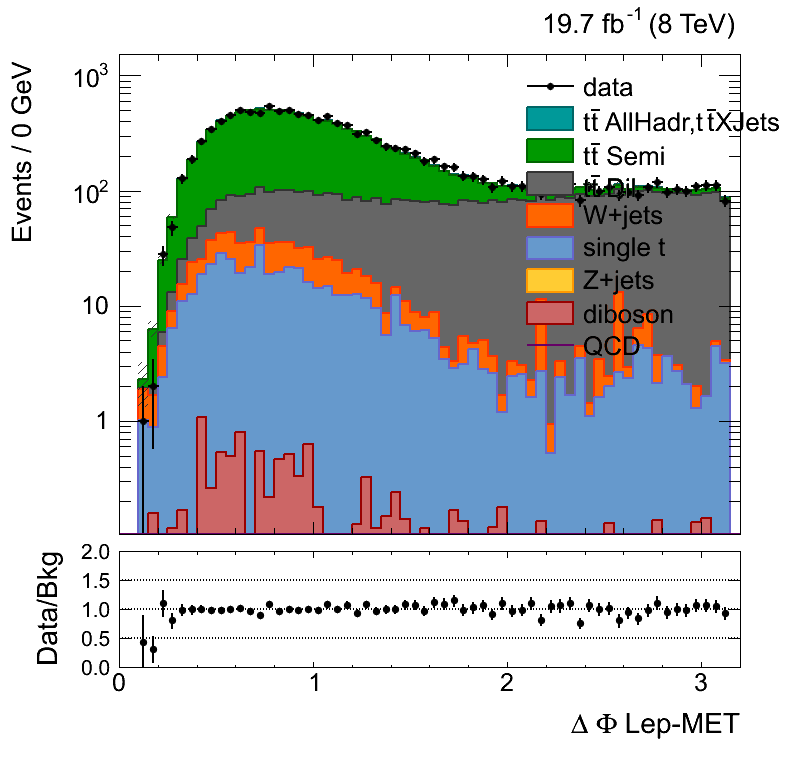 19.7 fb⁻¹ (8 TeV)
Events / 0 GeV
10³
10²
10
1
data
tt̄ AllHadr,tt̄XJets
tt̄ Semi
tt̄ Dil
W+jets
single t
Z+jets
diboson
QCD
Data/Bkg
2.0
1.5
1.0
0.5
0.0
0 1 2 3
Δ Φ Lep-MET